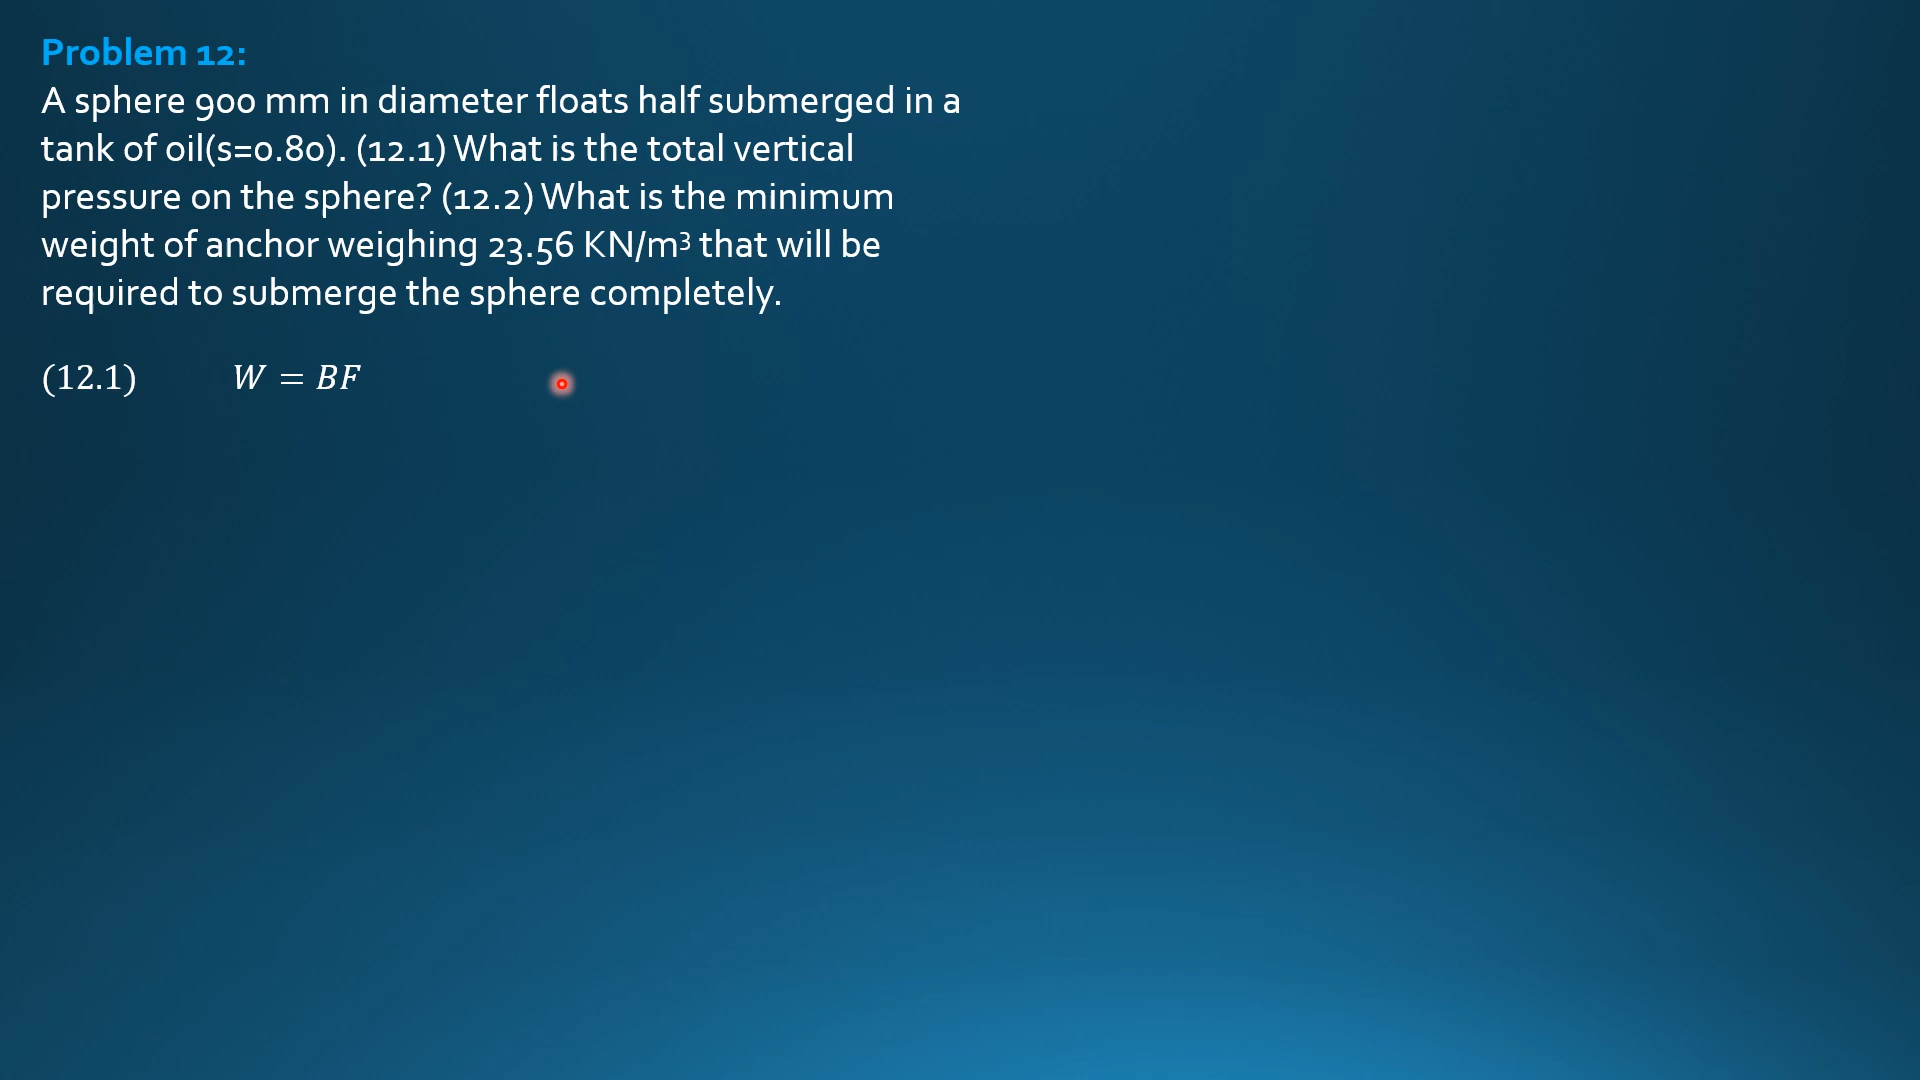 Problem 12:
A sphere 900 mm in diameter floats half submerged in a
tank of oil(s=0.80). (12.1) What is the total vertical
pressure on the sphere? (12.2) What is the minimum
weight of anchor weighing 23.56 KN/m³ that will be
required to submerge the sphere completely.
(12.1) W = BF